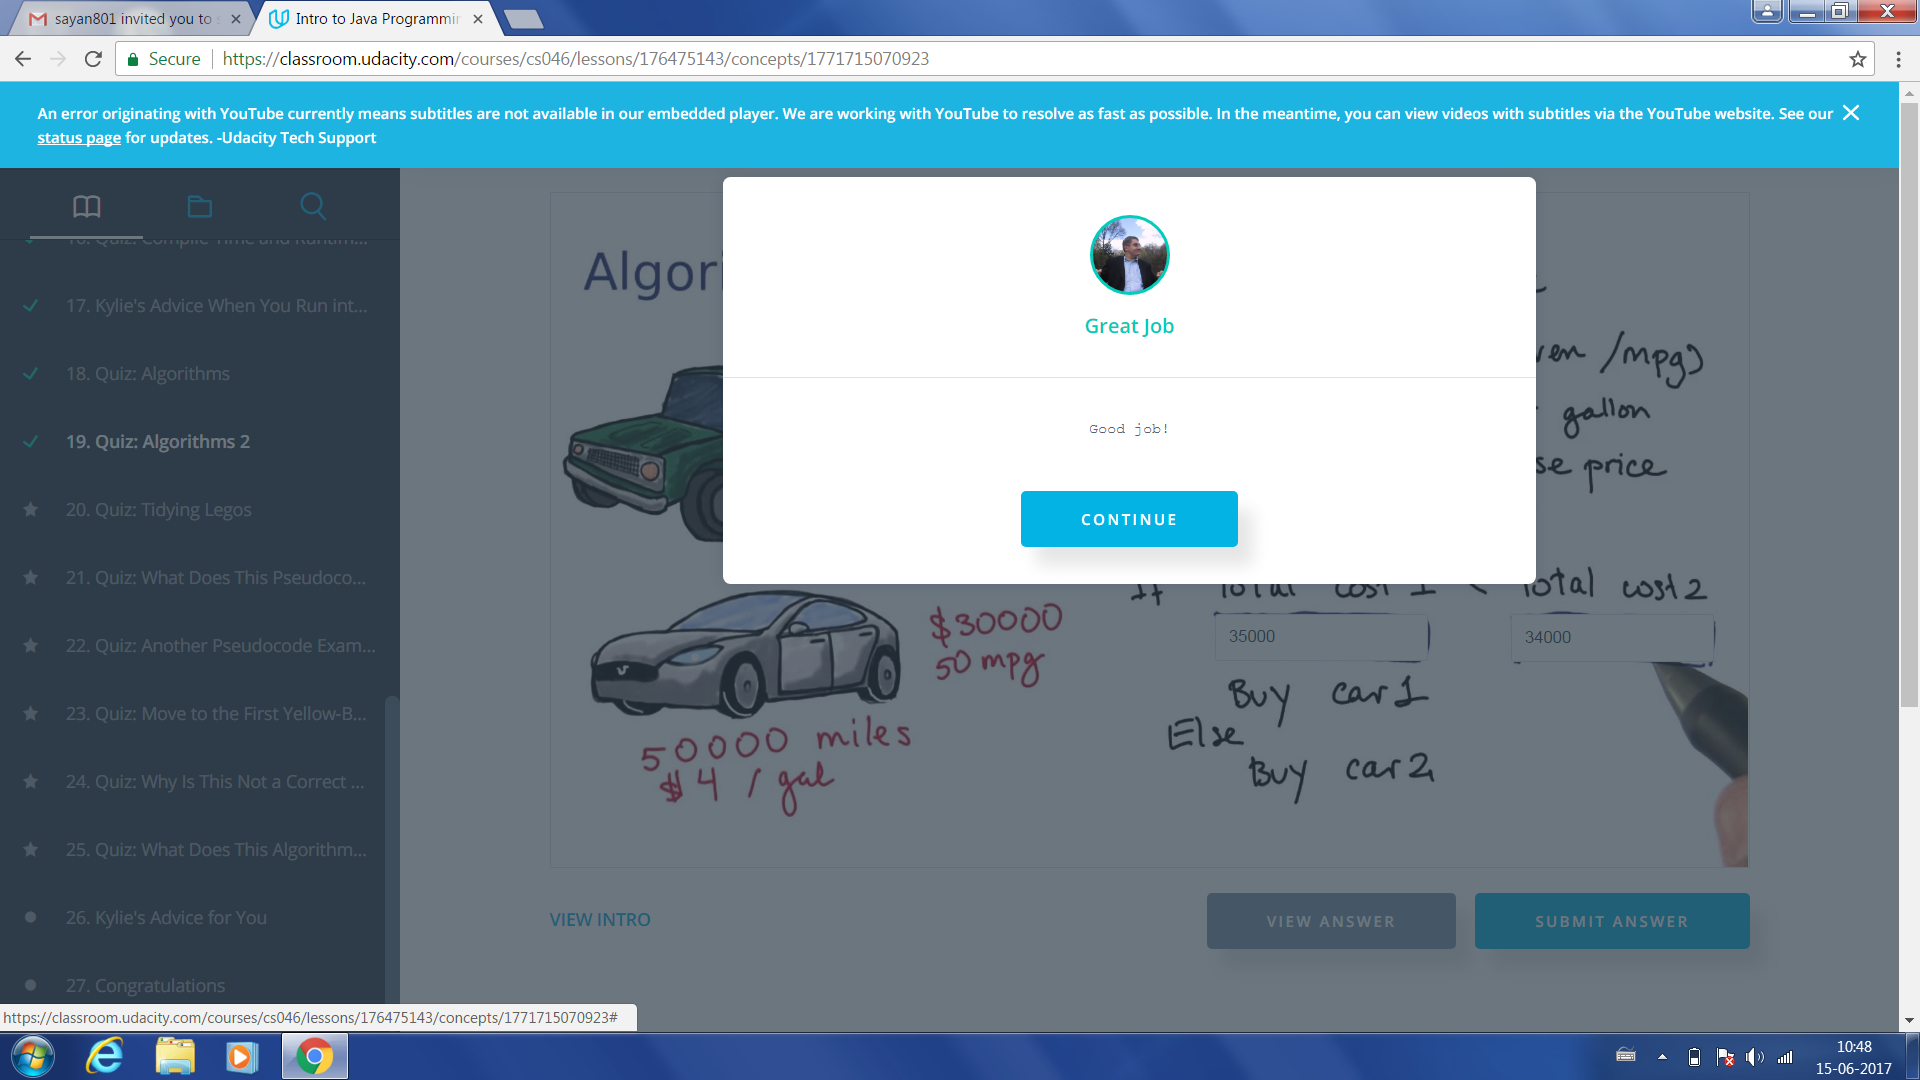 sayan801 invited you to
Intro to Java Programmin
Secure
https://classroom.udacity.com/courses/cs046/lessons/176475143/concepts/1771715070923
An error originating with YouTube currently means subtitles are not available in our embedded player. We are working with YouTube to resolve as fast as possible. In the meantime, you can view videos with subtitles via the YouTube website. See our
status page for updates. -Udacity Tech Support
17. Kylie's Advice When You Run int...
18. Quiz: Algorithms
19. Quiz: Algorithms 2
20. Quiz: Tidying Legos
21. Quiz: What Does This Pseudoco...
22. Quiz: Another Pseudocode Exam...
23. Quiz: Move to the First Yellow-B...
24. Quiz: Why Is This Not a Correct ...
25. Quiz: What Does This Algorithm...
26. Kylie's Advice for You
27. Congratulations
Algori
Great Job
Good job!
CONTINUE
ven /mpg)
gallon
se price
If Total cost 1 < Total cost 2
35000
34000
Buy car 1
Else
Buy car 2
$30000
50 mpg
50000 miles
$4 / gal
VIEW INTRO
VIEW ANSWER
SUBMIT ANSWER
https://classroom.udacity.com/courses/cs046/lessons/176475143/concepts/1771715070923#
10:48
15-06-2017